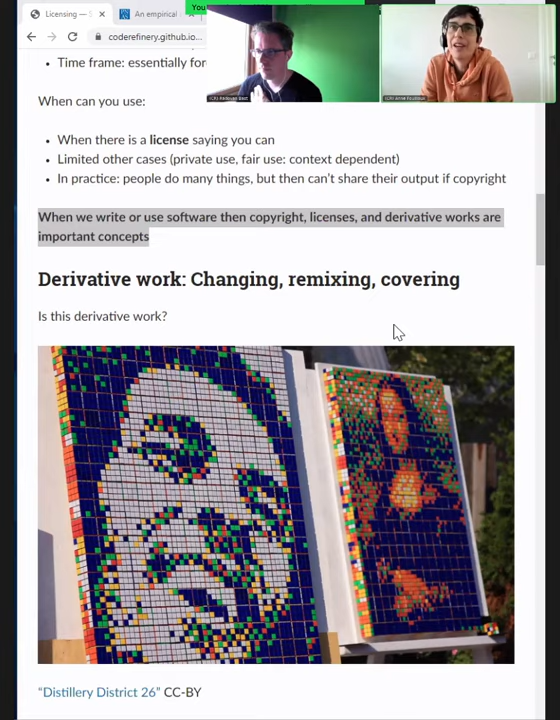 You
Licensing —
An empirical
coderefinery.github.io...
• Time frame: essentially for
When can you use:
• When there is a license saying you can
• Limited other cases (private use, fair use: context dependent)
• In practice: people do many things, but then can't share their output if copyright
When we write or use software then copyright, licenses, and derivative works are
important concepts
Derivative work: Changing, remixing, covering
Is this derivative work?
"Distillery District 26" CC-BY